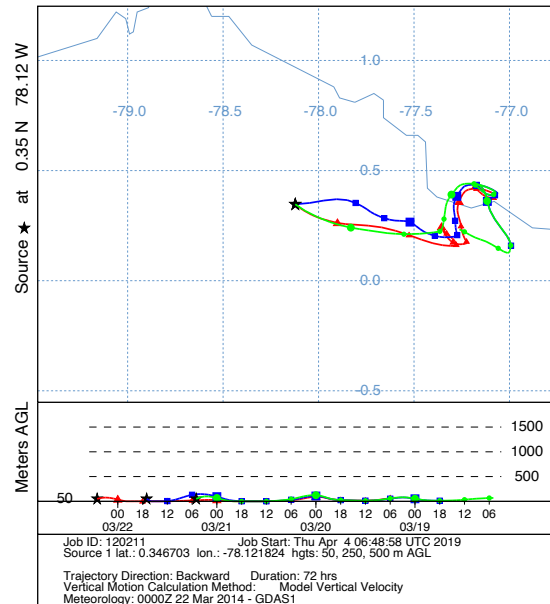 Source ★ at 0.35 N 78.12 W
1.0
-79.0
-78.5
-78.0
-77.5
-77.0
0.5
0.0
-0.5
Meters AGL
1500
1000
500
50
00 18 12 06 00 18 12 06 00 18 12 06 00 18 12 06
03/22 03/21 03/20 03/19
Job ID: 120211 Job Start: Thu Apr 4 06:48:58 UTC 2019
Source 1 lat.: 0.346703 lon.: -78.121824 hgts: 50, 250, 500 m AGL
Trajectory Direction: Backward Duration: 72 hrs
Vertical Motion Calculation Method: Model Vertical Velocity
Meteorology: 0000Z 22 Mar 2014 - GDAS1